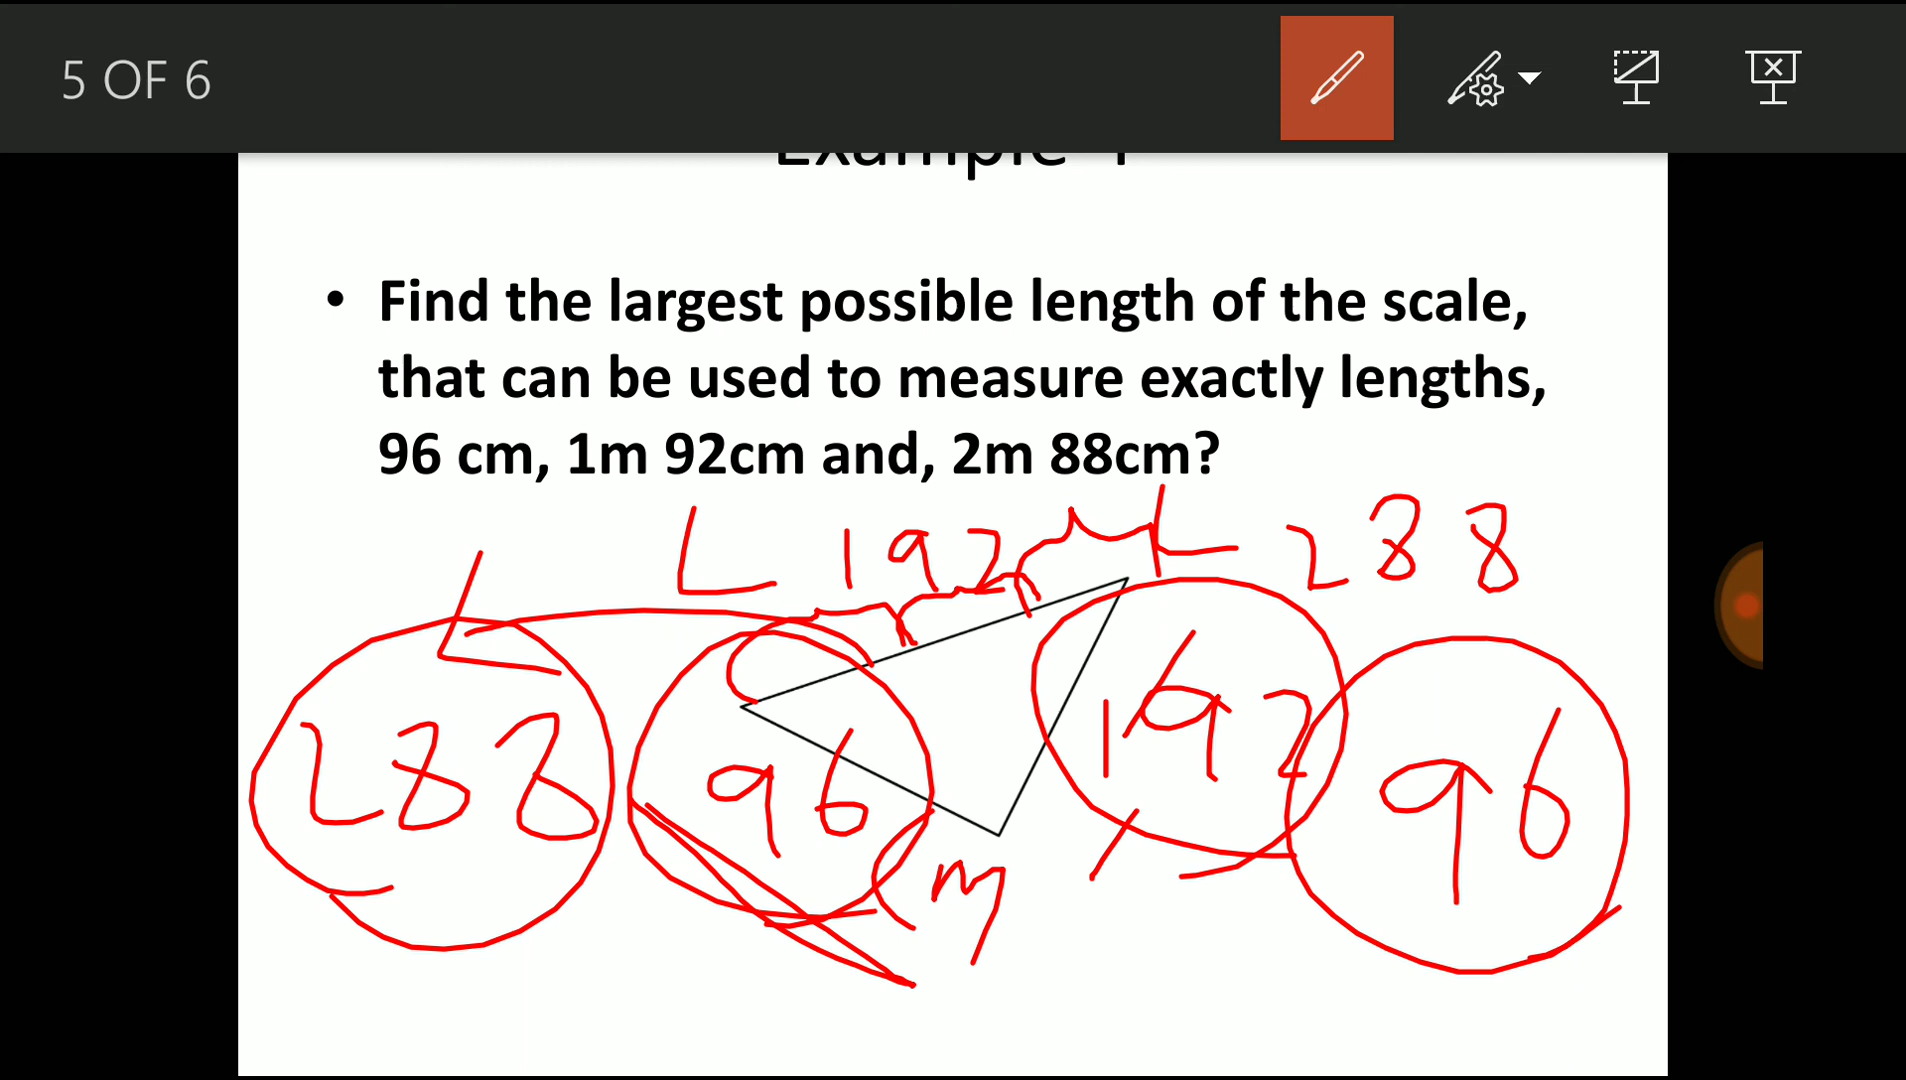 5 OF 6
• Find the largest possible length of the scale,
that can be used to measure exactly lengths,
96 cm, 1m 92cm and, 2m 88cm?
L 192 L 288
L
288 96 192 96
cm